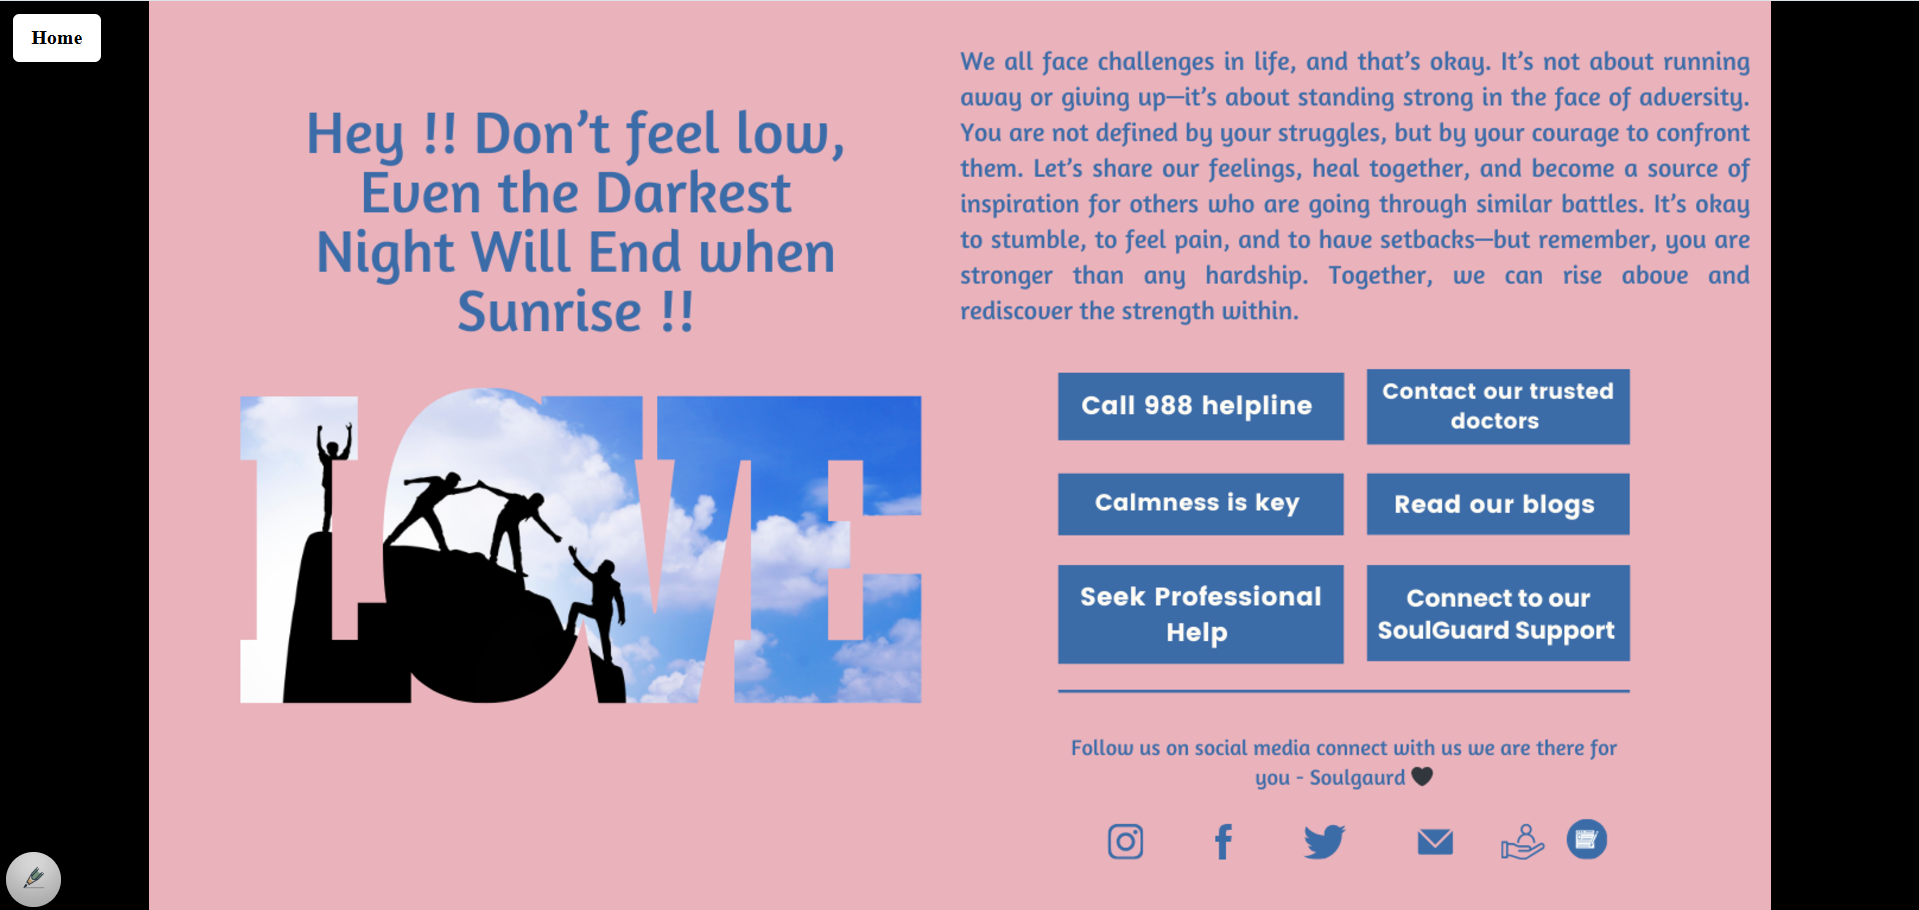 Home
Hey !! Don’t feel low,
Even the Darkest
Night Will End when
Sunrise !!
LOVE
We all face challenges in life, and that’s okay. It’s not about running
away or giving up—it’s about standing strong in the face of adversity.
You are not defined by your struggles, but by your courage to confront
them. Let’s share our feelings, heal together, and become a source of
inspiration for others who are going through similar battles. It’s okay
to stumble, to feel pain, and to have setbacks—but remember, you are
stronger than any hardship. Together, we can rise above and
rediscover the strength within.
Call 988 helpline
Contact our trusted
doctors
Calmness is key
Read our blogs
Seek Professional
Help
Connect to our
SoulGuard Support
Follow us on social media connect with us we are there for
you - Soulgaurd 🖤